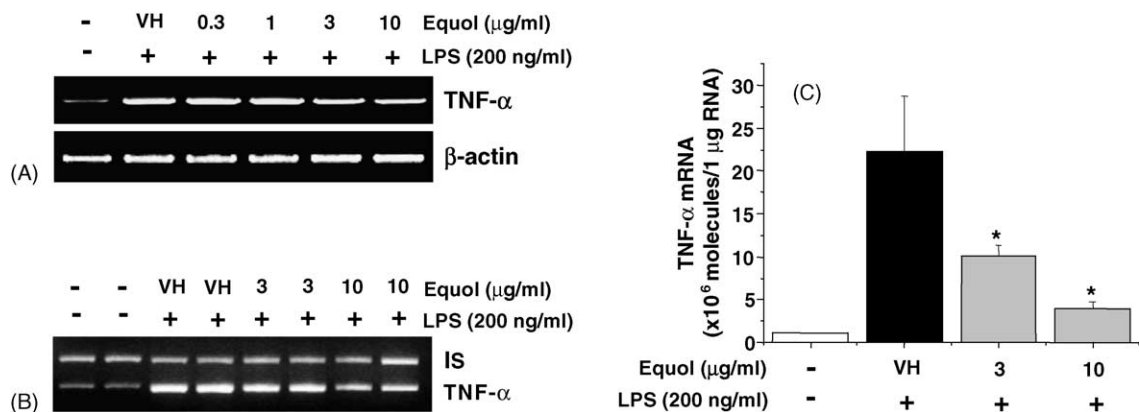 - VH 0.3 1 3 10 Equol (μg/ml)
- + + + + + LPS (200 ng/ml)
TNF-α
β-actin
(A)
- - VH VH 3 3 10 10 Equol (μg/ml)
- - + + + + + + LPS (200 ng/ml)
IS
TNF-α
(B)
(C)
TNF-α mRNA
(x10⁶ molecules/1 μg RNA)
30
25
20
15
10
5
0
* *
Equol (μg/ml) - VH 3 10
LPS (200 ng/ml) - + + +